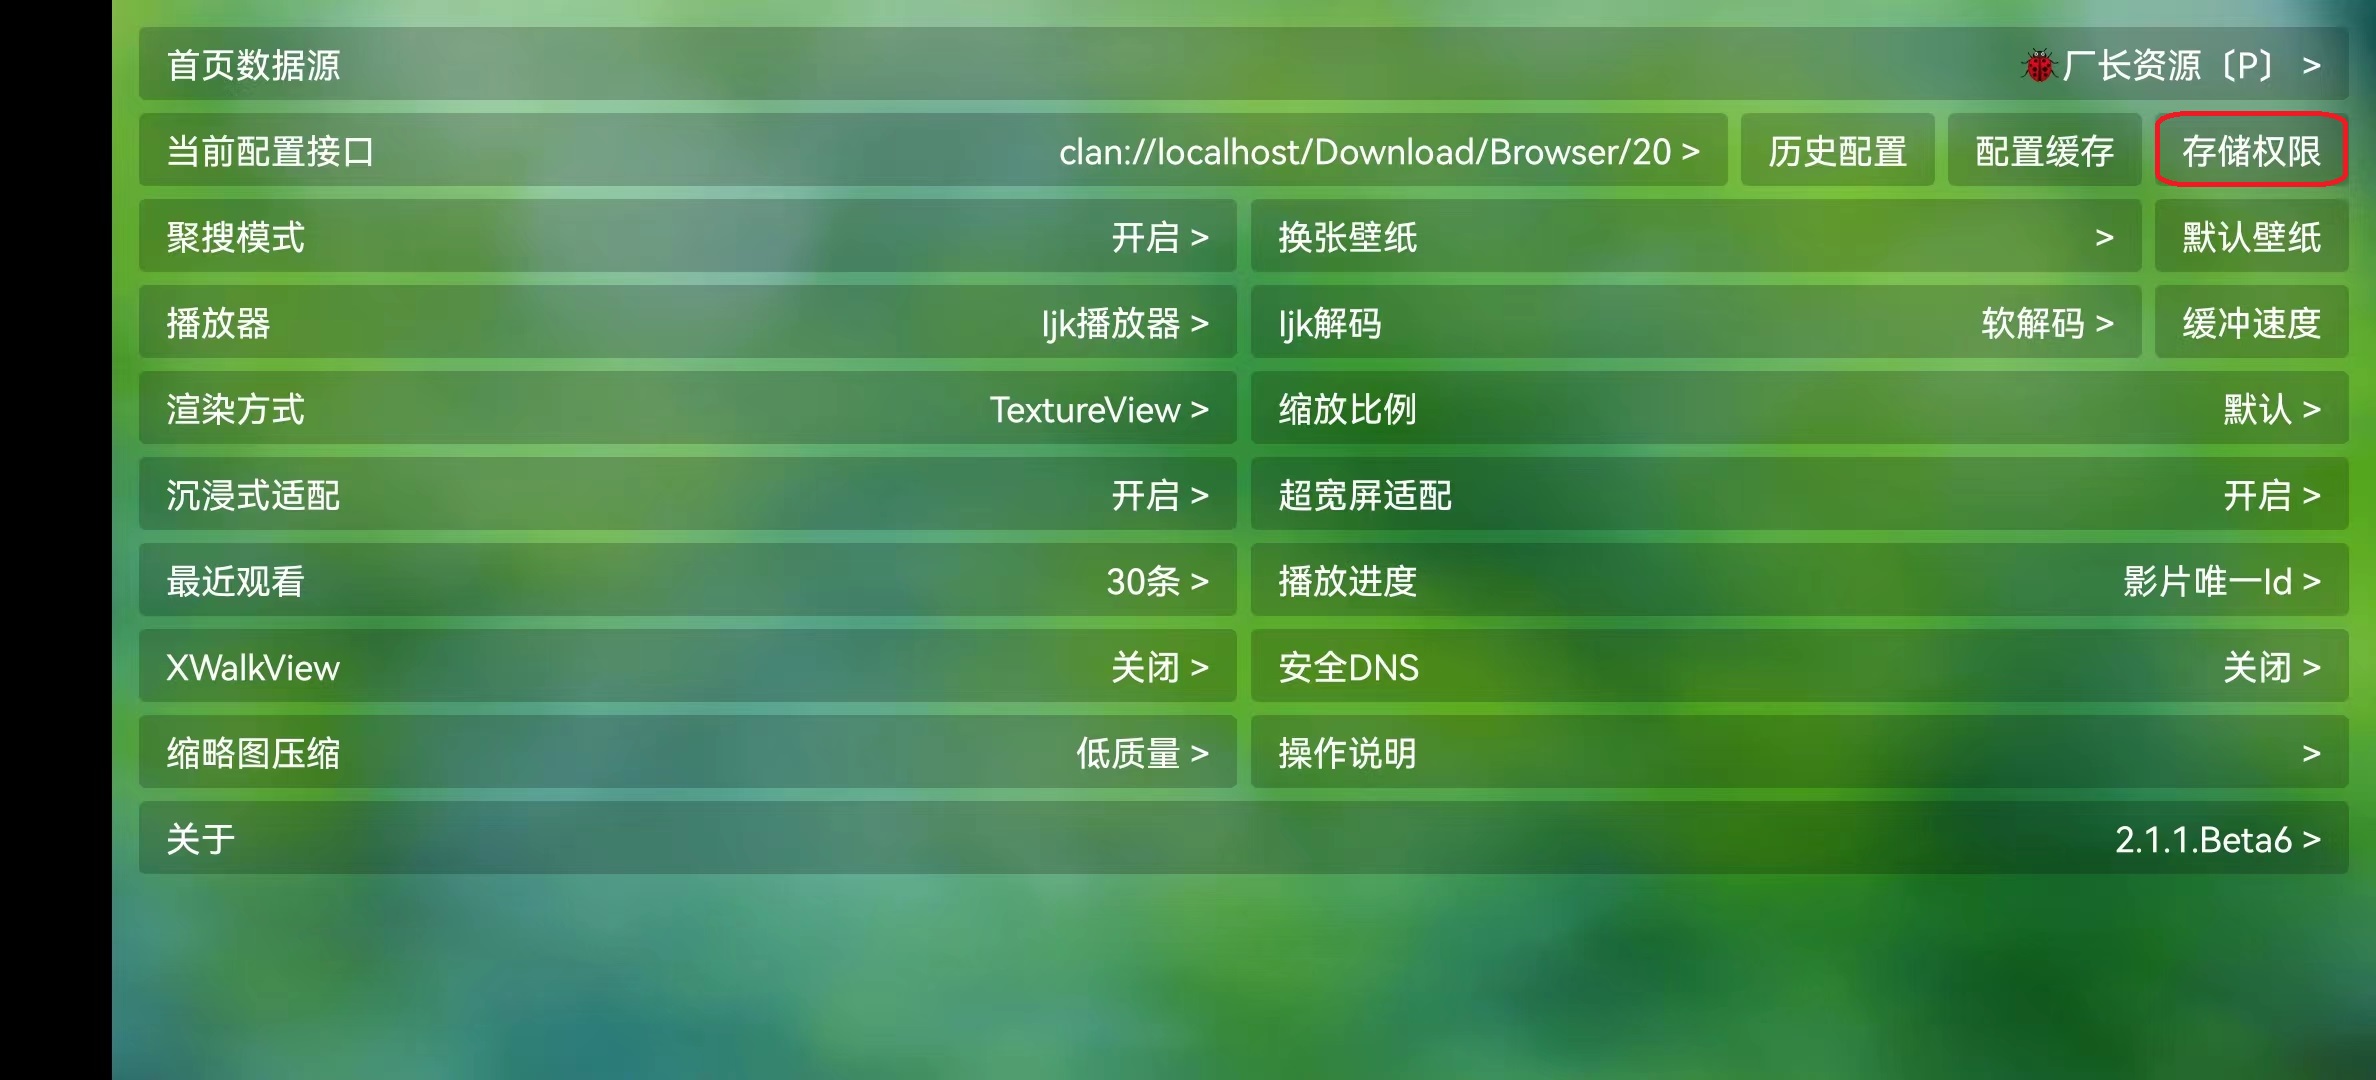 首页数据源 🐞厂长资源〔P〕 >
当前配置接口 clan://localhost/Download/Browser/20 > 历史配置 配置缓存 存储权限
聚搜模式 开启 > 换张壁纸 > 默认壁纸
播放器 Ijk播放器 > Ijk解码 软解码 > 缓冲速度
渲染方式 TextureView > 缩放比例 默认 >
沉浸式适配 开启 > 超宽屏适配 开启 >
最近观看 30条 > 播放进度 影片唯一Id >
XWalkView 关闭 > 安全DNS 关闭 >
缩略图压缩 低质量 > 操作说明 >
关于 2.1.1.Beta6 >